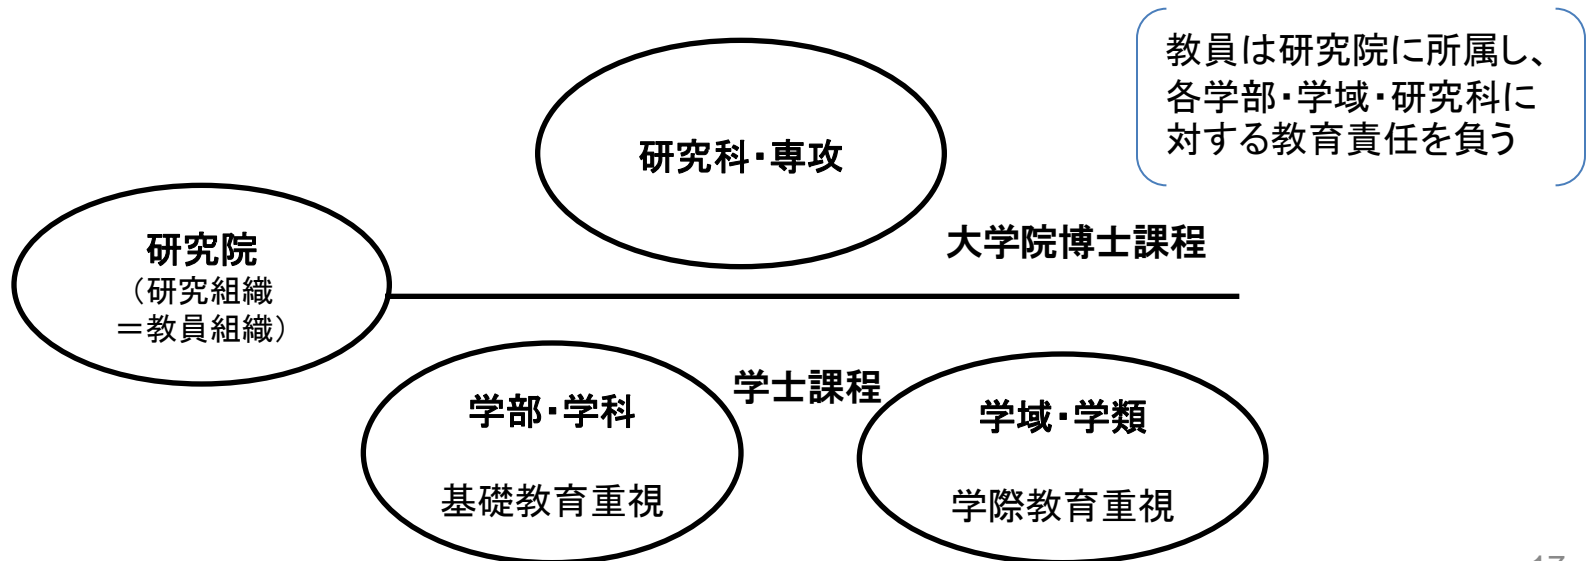 教員は研究院に所属し、
各学部・学域・研究科に
対する教育責任を負う
研究科・専攻
大学院博士課程
研究院
（研究組織
＝教員組織）
学士課程
学部・学科
基礎教育重視
学域・学類
学際教育重視
17